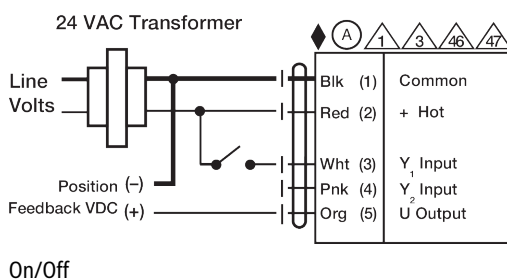 24 VAC Transformer
A 1 3 46 47
Line
Volts
Blk (1) Common
Red (2) + Hot
Wht (3) Y1 Input
Pnk (4) Y2 Input
Org (5) U Output
Position (–)
Feedback VDC (+)
On/Off